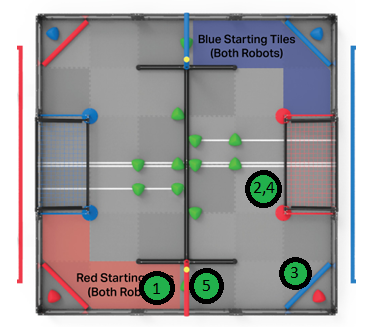 Blue Starting Tiles
(Both Robots)
2,4
3
Red Starting
(Both Rob
1
5